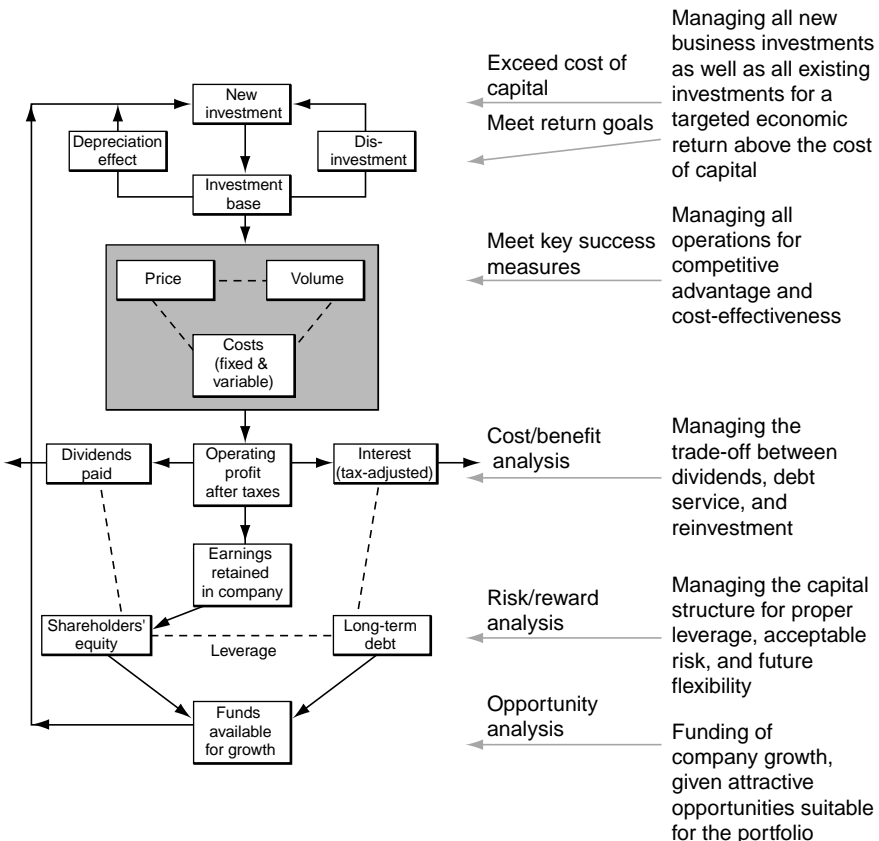 New
investment
Depreciation
effect
Dis-
investment
Investment
base
Price
Volume
Costs
(fixed &
variable)
Dividends
paid
Operating
profit
after taxes
Interest
(tax-adjusted)
Earnings
retained
in company
Shareholders'
equity
Leverage
Long-term
debt
Funds
available
for growth
Exceed cost of
capital
Meet return goals
Managing all new
business investments
as well as all existing
investments for a
targeted economic
return above the cost
of capital
Meet key success
measures
Managing all
operations for
competitive
advantage and
cost-effectiveness
Cost/benefit
analysis
Managing the
trade-off between
dividends, debt
service, and
reinvestment
Risk/reward
analysis
Managing the capital
structure for proper
leverage, acceptable
risk, and future
flexibility
Opportunity
analysis
Funding of
company growth,
given attractive
opportunities suitable
for the portfolio